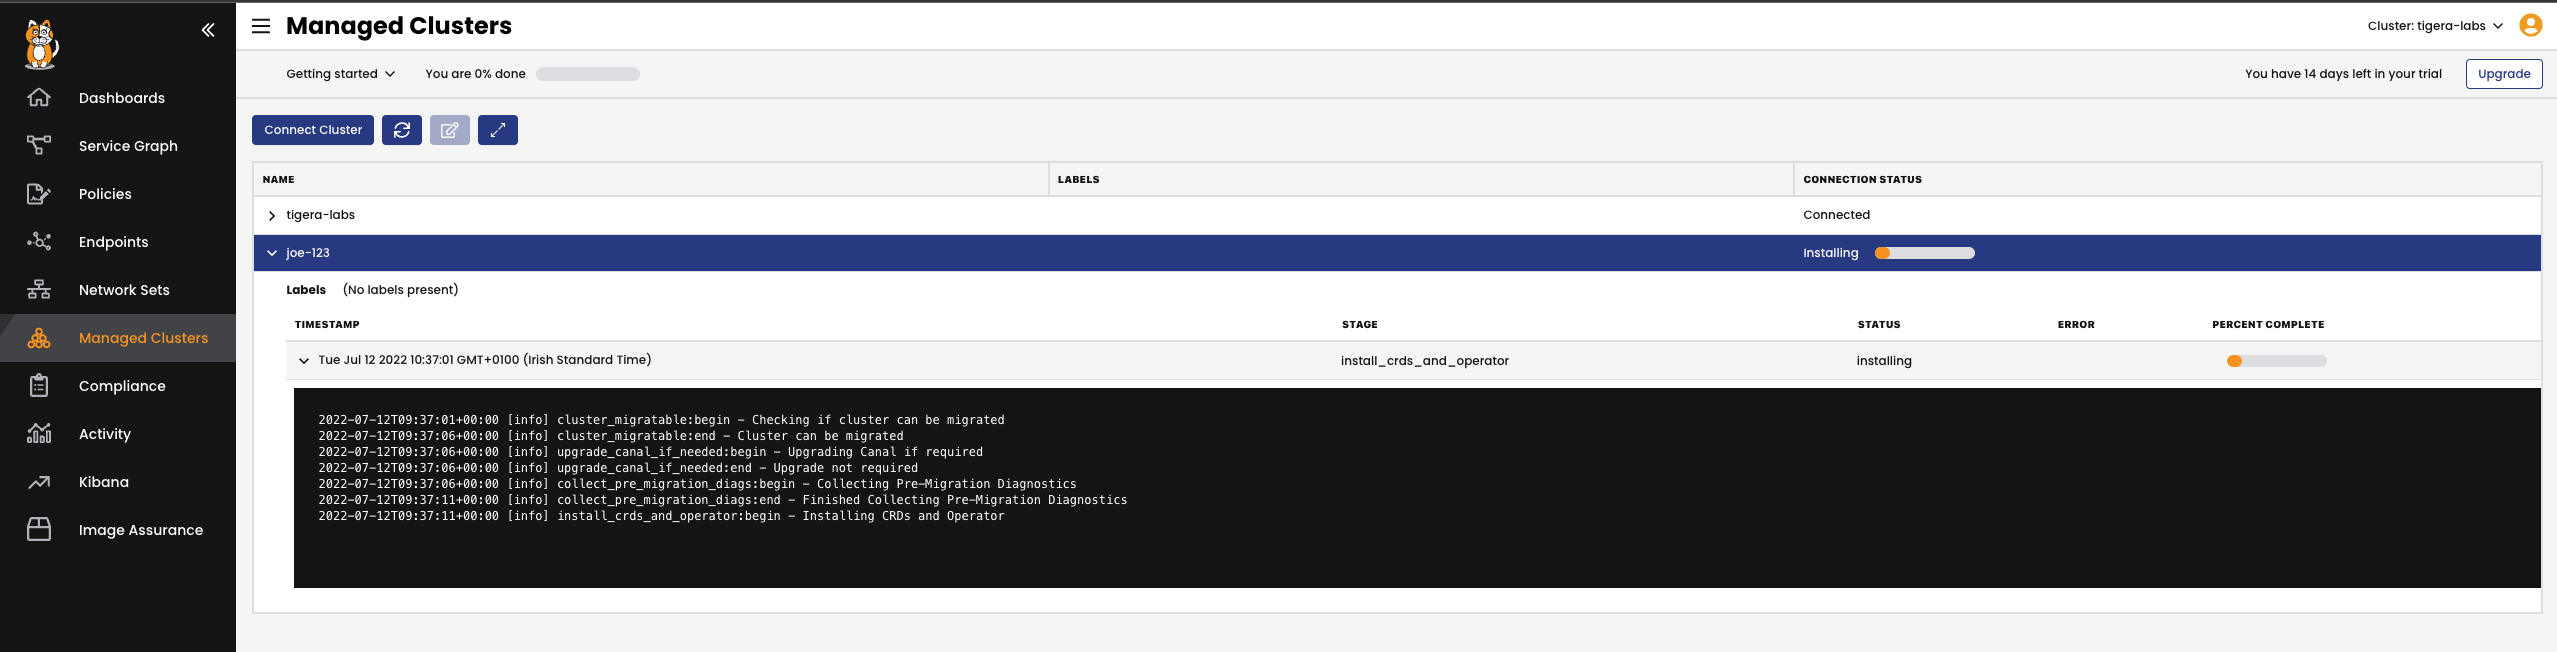 Managed Clusters
Cluster: tigera-labs
Getting started
You are 0% done
You have 14 days left in your trial
Upgrade
Dashboards
Service Graph
Policies
Endpoints
Network Sets
Managed Clusters
Compliance
Activity
Kibana
Image Assurance
Connect Cluster
NAME LABELS CONNECTION STATUS
tigera-labs Connected
joe-123 Installing
Labels (No labels present)
TIMESTAMP STAGE STATUS ERROR PERCENT COMPLETE
Tue Jul 12 2022 10:37:01 GMT+0100 (Irish Standard Time) install_crds_and_operator installing
2022-07-12T09:37:01+00:00 [info] cluster_migratable:begin - Checking if cluster can be migrated
2022-07-12T09:37:06+00:00 [info] cluster_migratable:end - Cluster can be migrated
2022-07-12T09:37:06+00:00 [info] upgrade_canal_if_needed:begin - Upgrading Canal if required
2022-07-12T09:37:06+00:00 [info] upgrade_canal_if_needed:end - Upgrade not required
2022-07-12T09:37:06+00:00 [info] collect_pre_migration_diags:begin - Collecting Pre-Migration Diagnostics
2022-07-12T09:37:11+00:00 [info] collect_pre_migration_diags:end - Finished Collecting Pre-Migration Diagnostics
2022-07-12T09:37:11+00:00 [info] install_crds_and_operator:begin - Installing CRDs and Operator